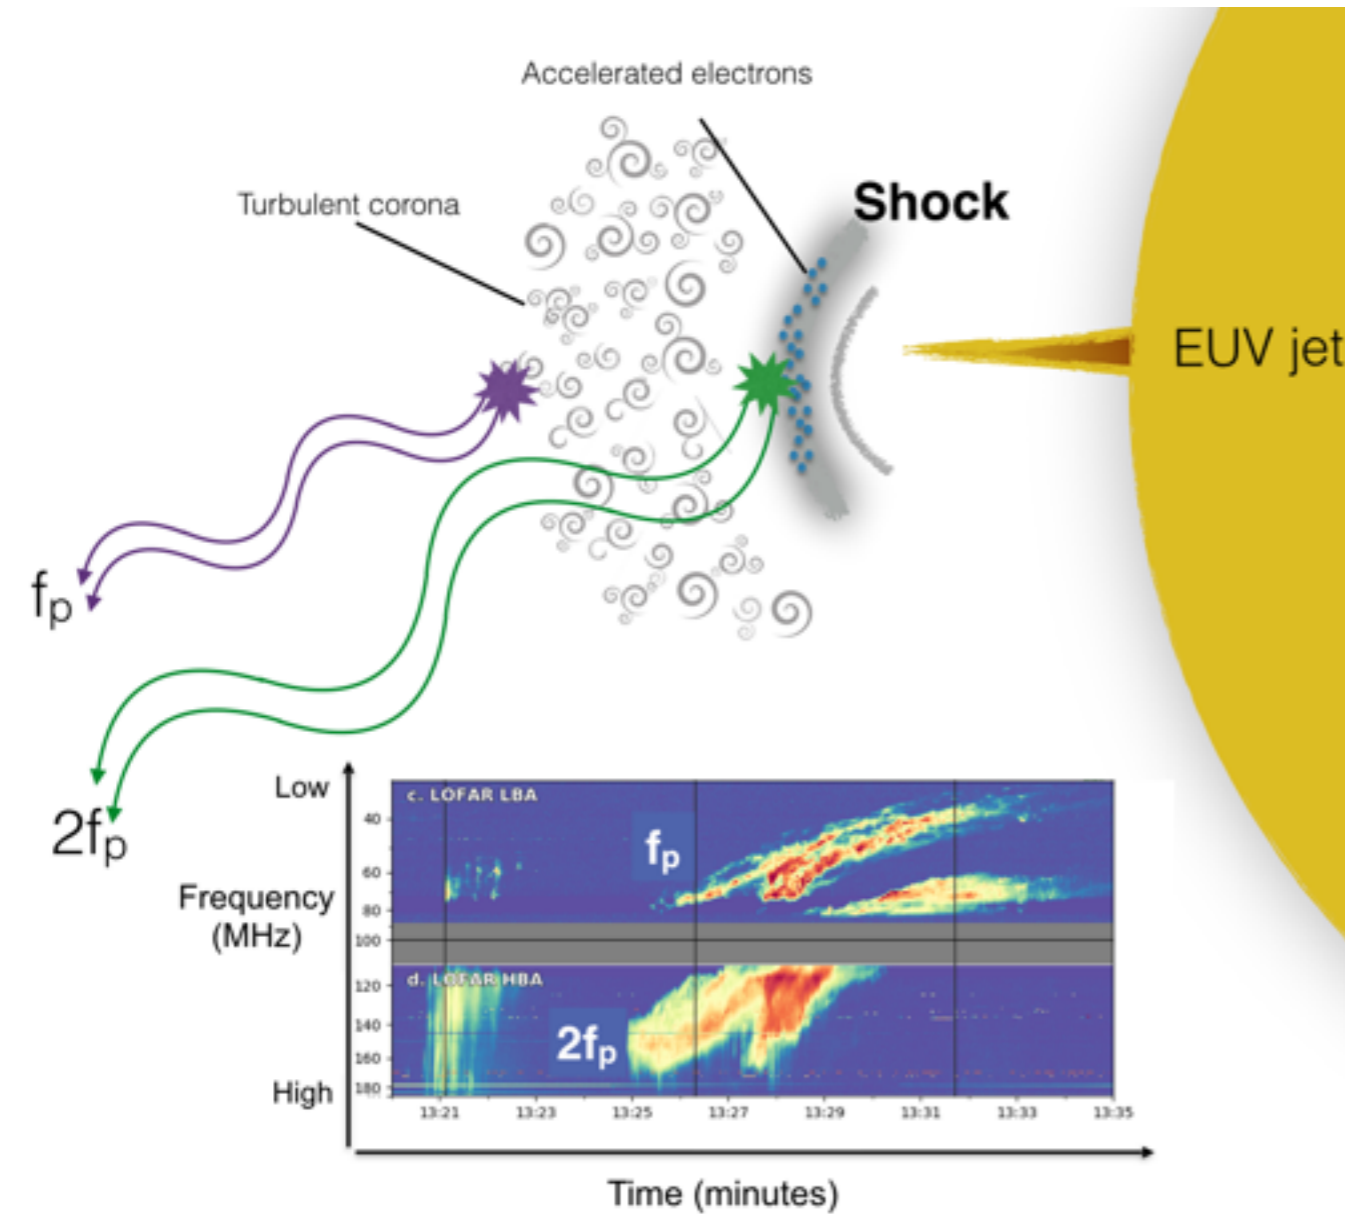 Accelerated electrons
Turbulent corona
Shock
EUV jet
fp
2fp
Low
Frequency
(MHz)
High
c. LOFAR LBA
fp
40
60
80
100
d. LOFAR HBA
2fp
120
140
160
180
13:21 13:23 13:25 13:27 13:29 13:31 13:33 13:35
Time (minutes)